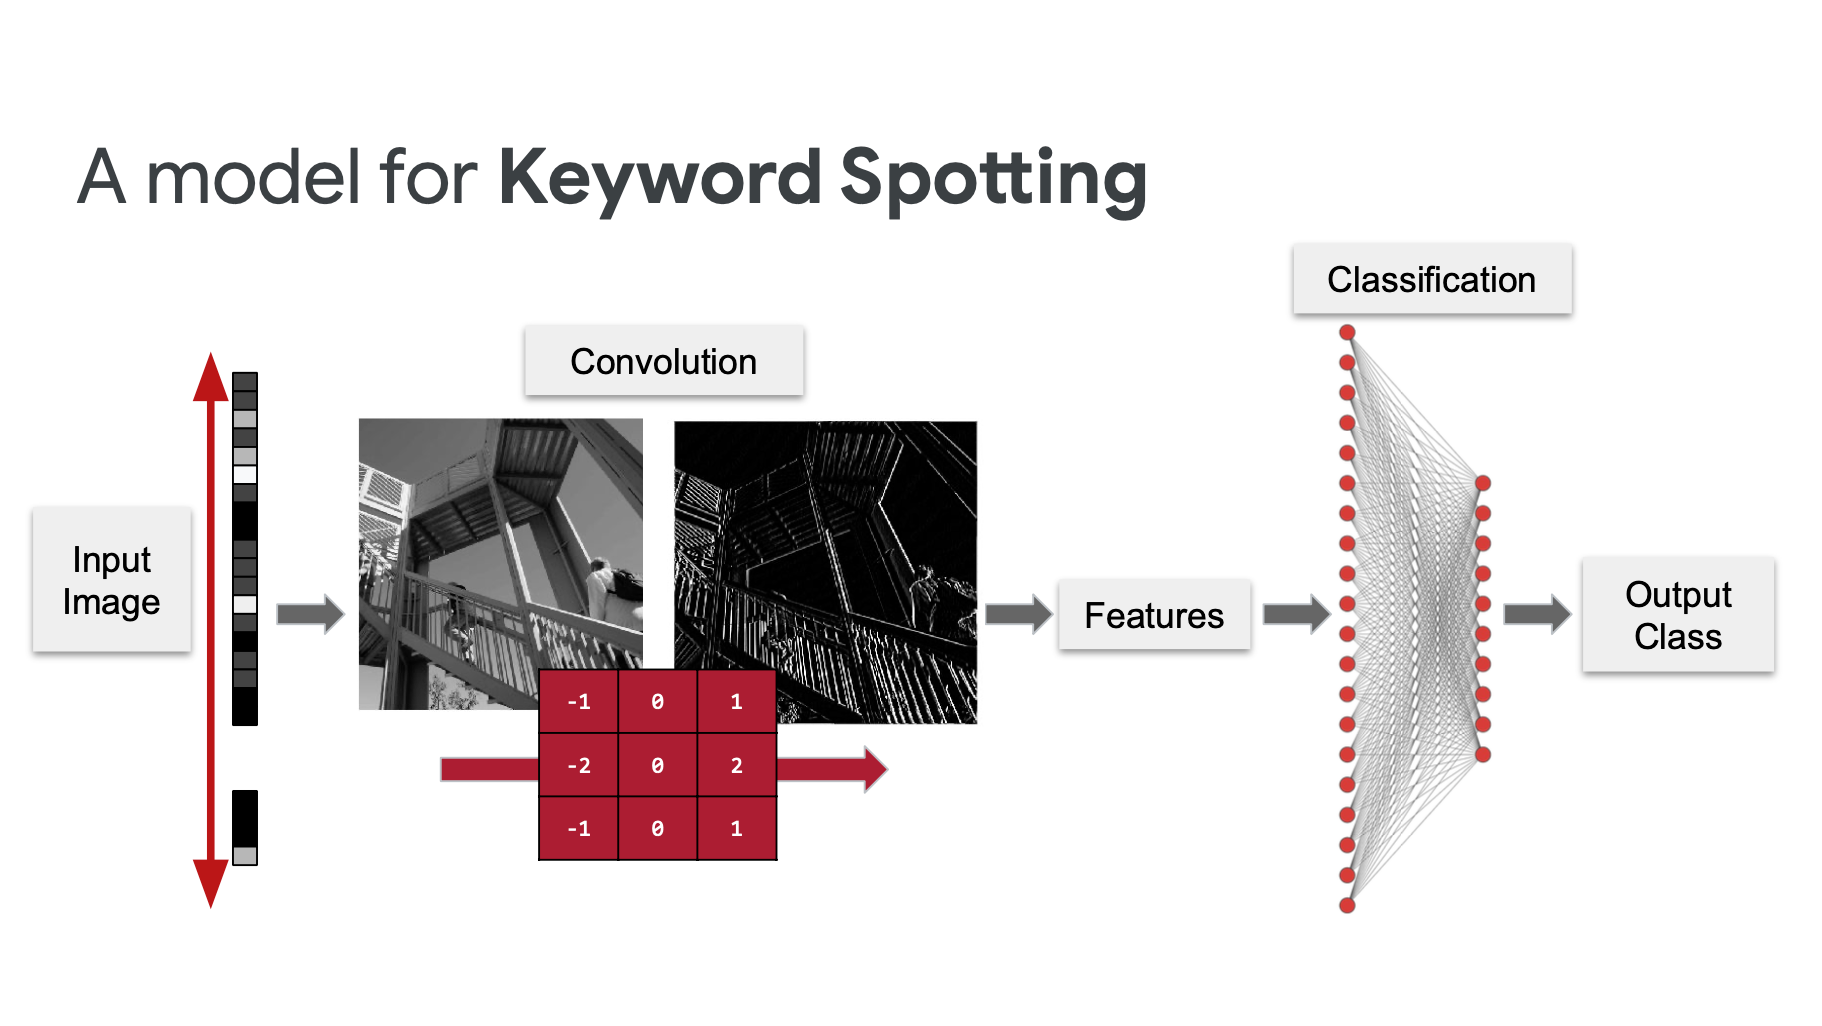 A model for Keyword Spotting
Classification
Convolution
Input
Image
Features
Output
Class
-1 0 1
-2 0 2
-1 0 1